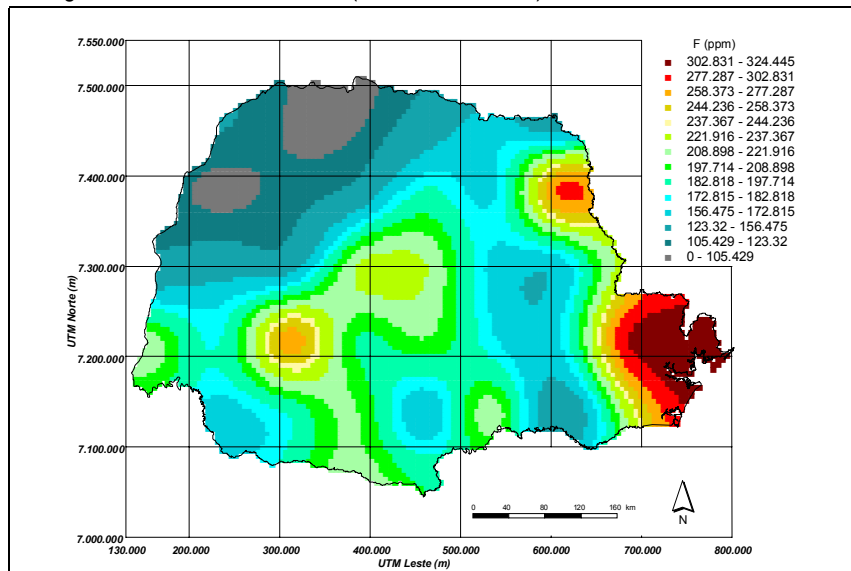 F (ppm)
302.831 - 324.445
277.287 - 302.831
258.373 - 277.287
244.236 - 258.373
237.367 - 244.236
221.916 - 237.367
208.898 - 221.916
197.714 - 208.898
182.818 - 197.714
172.815 - 182.818
156.475 - 172.815
123.32 - 156.475
105.429 - 123.32
0 - 105.429
7.550.000
7.500.000
7.400.000
7.300.000
7.200.000
7.100.000
7.000.000
UTM Norte (m)
130.000 200.000 300.000 400.000 500.000 600.000 700.000 800.000
UTM Leste (m)
0 40 80 120 160 km
N